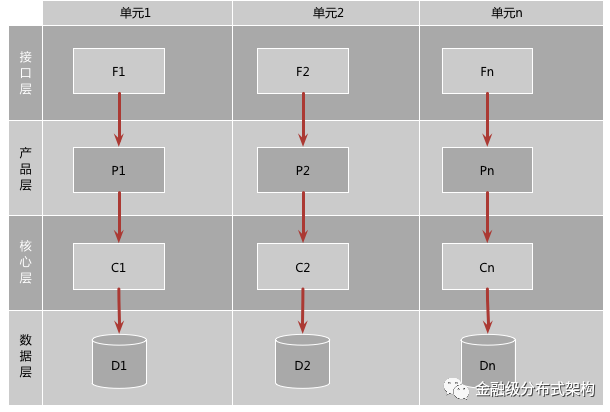 单元1 单元2 单元n
接口层 F1 F2 Fn
产品层 P1 P2 Pn
核心层 C1 C2 Cn
数据层 D1 D2 Dn
金融级分布式架构